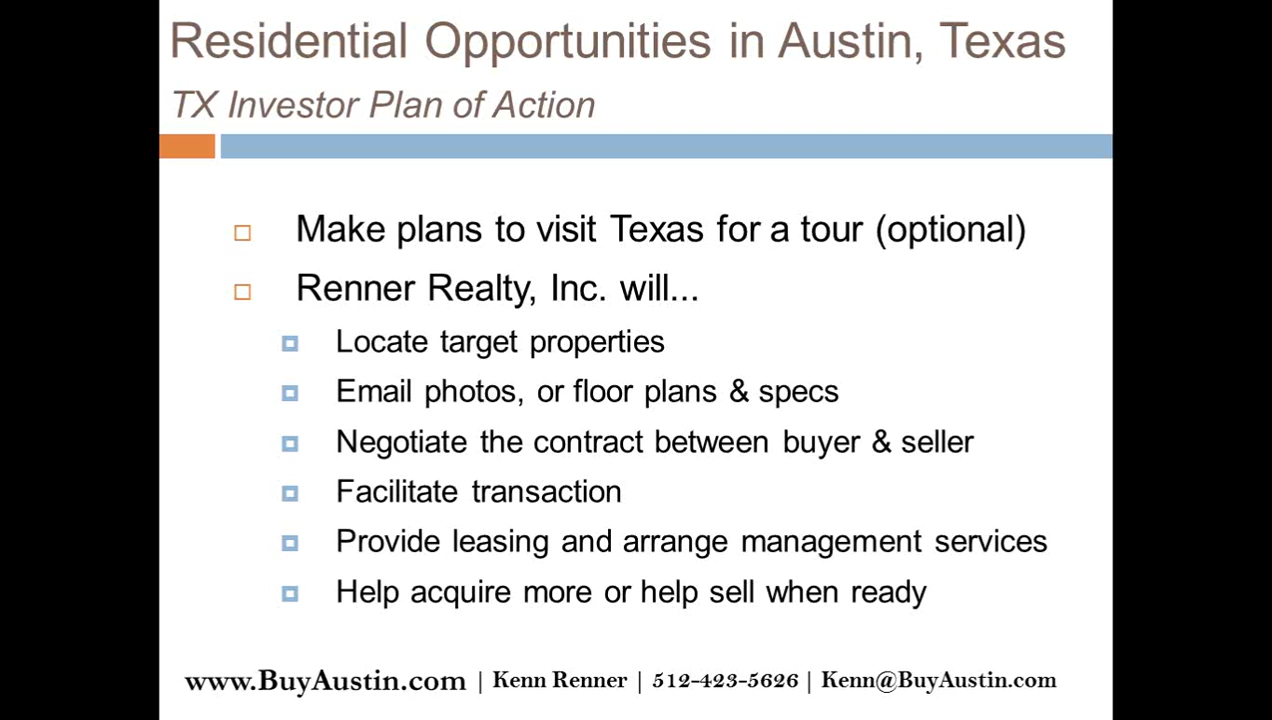 Residential Opportunities in Austin, Texas
TX Investor Plan of Action
Make plans to visit Texas for a tour (optional)
Renner Realty, Inc. will...
Locate target properties
Email photos, or floor plans & specs
Negotiate the contract between buyer & seller
Facilitate transaction
Provide leasing and arrange management services
Help acquire more or help sell when ready
www.BuyAustin.com | Kenn Renner | 512-423-5626 | Kenn@BuyAustin.com